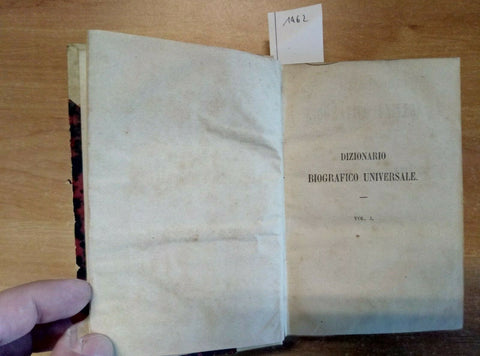 1462
DIZIONARIO
BIOGRAFICO UNIVERSALE.
VOL. I.